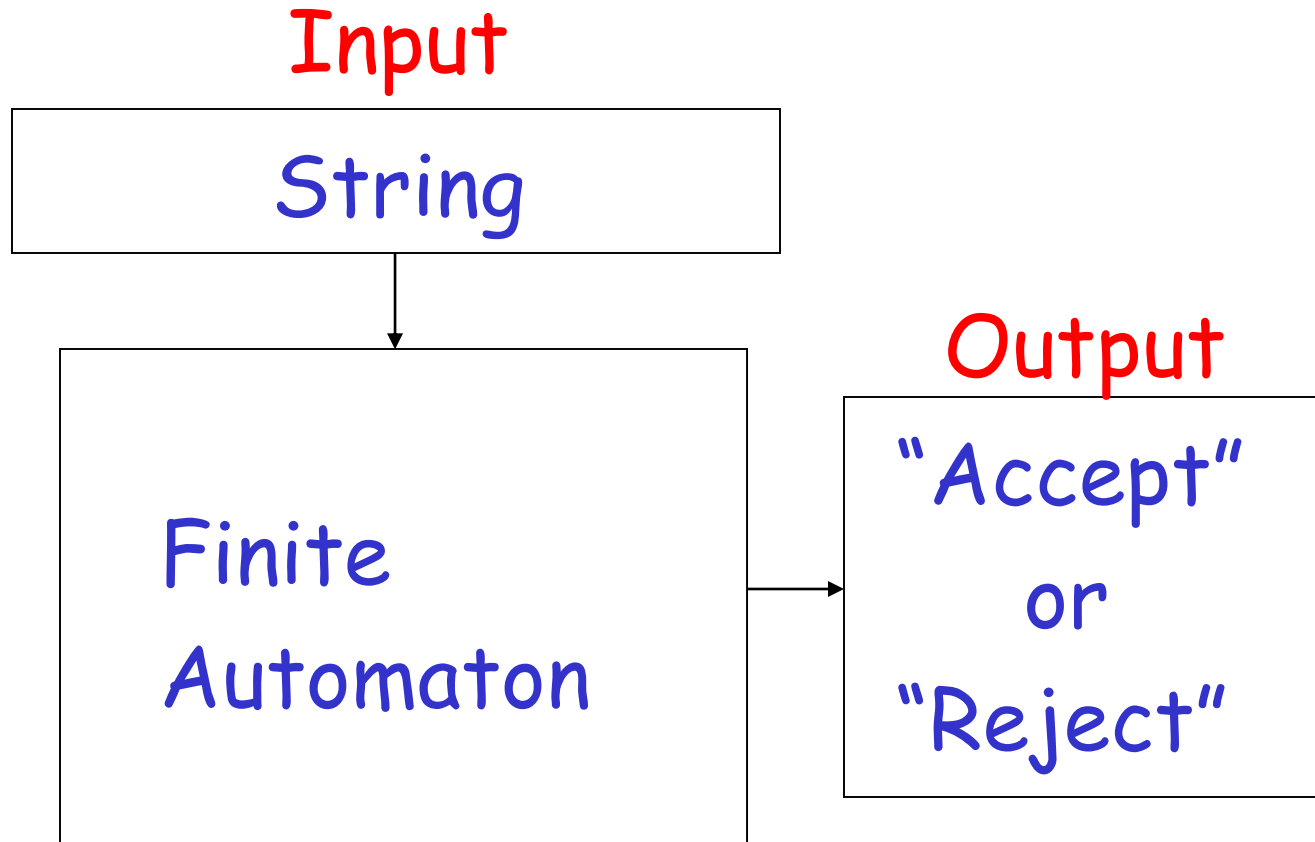 Input
String
Finite
Automaton
Output
“Accept”
or
“Reject”